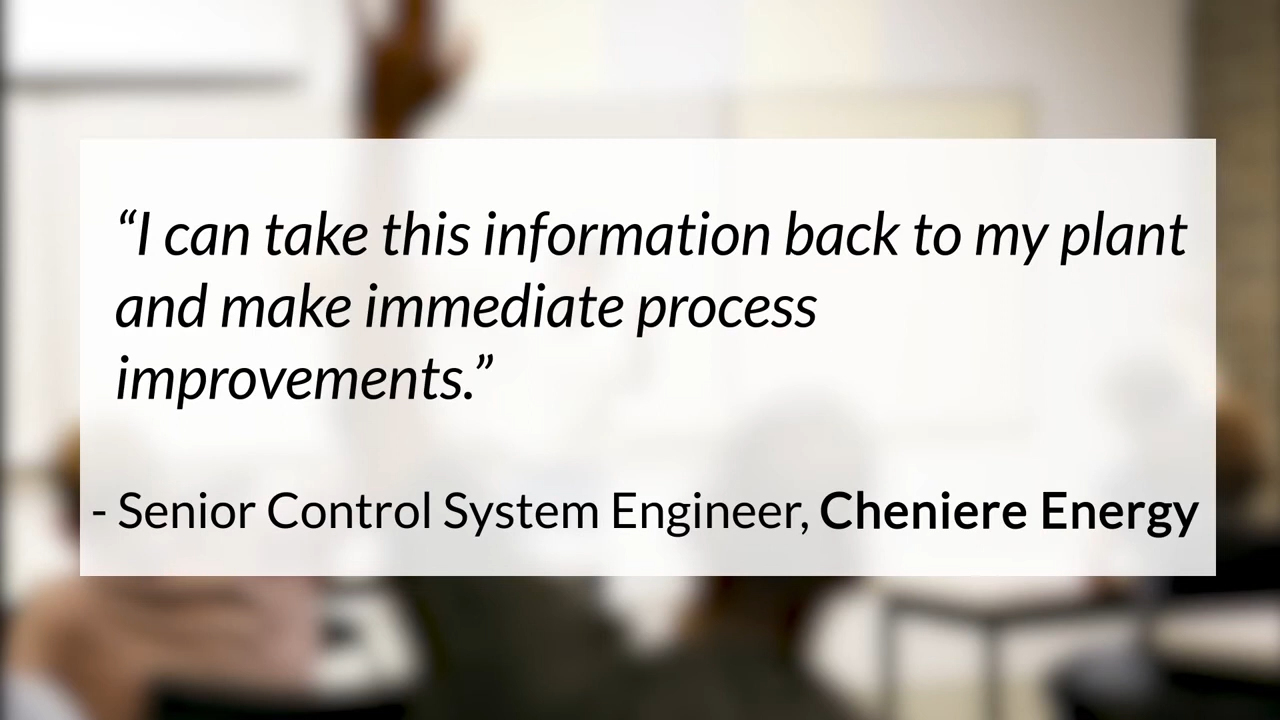 “I can take this information back to my plant
and make immediate process
improvements.”
- Senior Control System Engineer, Cheniere Energy